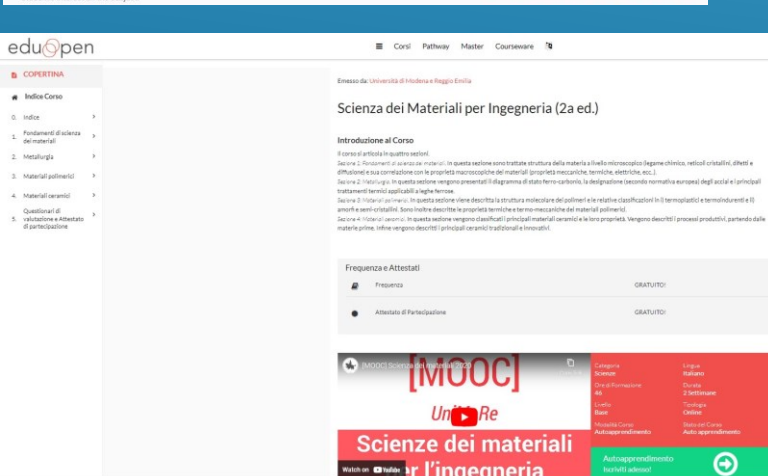 eduopen
Corsi Pathway Master Courseware
COPERTINA
Indice Corso
0. Indice
1. Fondamenti di scienza
dei materiali
2. Metallurgia
3. Materiali polimerici
4. Materiali ceramici
5. Questionari di
valutazione e Attestato
di partecipazione
Emesso da: Università di Modena e Reggio Emilia
Scienza dei Materiali per Ingegneria (2a ed.)
Introduzione al Corso
Il corso si articola in quattro sezioni.
Sezione 1: Fondamenti di scienza dei materiali. In questa sezione sono trattate struttura della materia a livello microscopico (legame chimico, reticoli cristallini, difetti e
diffusione) e sua correlazione con le proprietà macroscopiche dei materiali (proprietà meccaniche, termiche, elettriche, ecc.).
Sezione 2: Metallurgia. In questa sezione vengono presentati il diagramma di stato ferro-carbonio, la designazione (secondo normativa europea) degli acciai e i principali
trattamenti termici applicabili a leghe ferrose.
Sezione 3: Materiali polimerici. In questa sezione viene descritta la struttura molecolare dei polimeri e le relative classificazioni in i) termoplastici e termoindurenti e ii)
amorfi e semi-cristallini. Sono inoltre descritte le proprietà termiche e termo-meccaniche dei materiali polimerici.
Sezione 4: Materiali ceramici. In questa sezione vengono classificati i principali materiali ceramici e le loro proprietà. Vengono descritti i processi produttivi, partendo dalle
materie prime. Infine vengono descritti i principali ceramici tradizionali e innovativi.
Frequenza e Attestati
Frequenza GRATUITO!
Attestato di Partecipazione GRATUITO!
[MOOC] Scienza dei materiali 2020
[MOOC]
UniMoRe
Scienze dei materiali
per l'ingegneria
Watch on YouTube
Categoria
Scienze
Lingua
Italiano
Ore di Formazione
46
Durata
2 Settimane
Livello
Base
Tipologia
Online
Modalità Corso
Autoapprendimento
Stato del Corso
Auto apprendimento
Autoapprendimento
Iscriviti adesso!